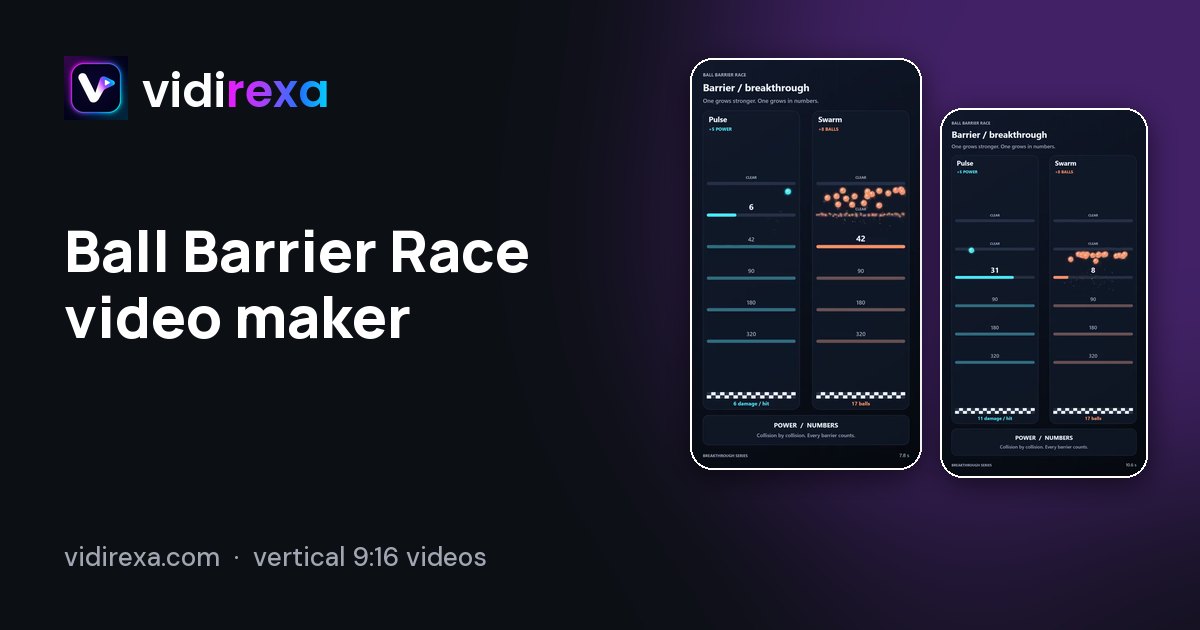 vidirexa
Ball Barrier Race
video maker
vidirexa.com · vertical 9:16 videos
BALL BARRIER RACE
Barrier / breakthrough
One grows stronger. One grows in numbers.
Pulse
+5 POWER
Swarm
+8 BALLS
CLEAR
CLEAR
6
CLEAR
42
42
90
90
180
180
320
320
6 damage / hit
17 balls
POWER / NUMBERS
Collision by collision. Every barrier counts.
BREAKTHROUGH SERIES
7.8 s
BALL BARRIER RACE
Barrier / breakthrough
One grows stronger. One grows in numbers.
Pulse
Swarm
+8 BALLS
CLEAR
CLEAR
CLEAR
CLEAR
31
8
90
90
180
180
320
320
11 damage / hit
17 balls
POWER / NUMBERS
Collision by collision. Every barrier counts.
BREAKTHROUGH SERIES